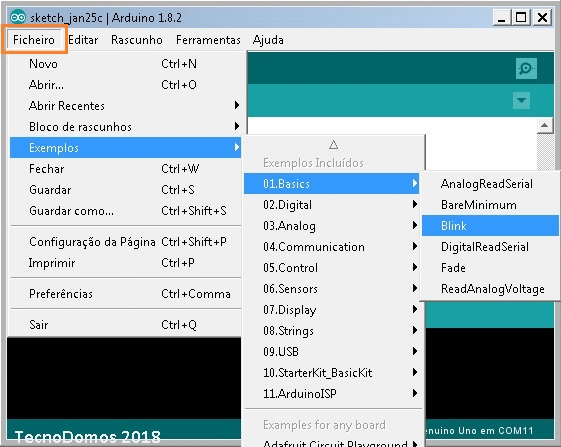 sketch_jan25c | Arduino 1.8.2
Ficheiro Editar Rascunho Ferramentas Ajuda
Novo Ctrl+N
Abrir... Ctrl+O
Abrir Recentes
Bloco de rascunhos
Exemplos
Fechar Ctrl+W
Guardar Ctrl+S
Guardar como... Ctrl+Shift+S
Configuração da Página Ctrl+Shift+P
Imprimir Ctrl+P
Preferências Ctrl+Comma
Sair Ctrl+Q
Exemplos Incluídos
01.Basics
02.Digital
03.Analog
04.Communication
05.Control
06.Sensors
07.Display
08.Strings
09.USB
10.StarterKit_BasicKit
11.ArduinoISP
Examples for any board
Adafruit Circuit Playground
AnalogReadSerial
BareMinimum
Blink
DigitalReadSerial
Fade
ReadAnalogVoltage
TecnoDomos 2018
enuino Uno em COM11